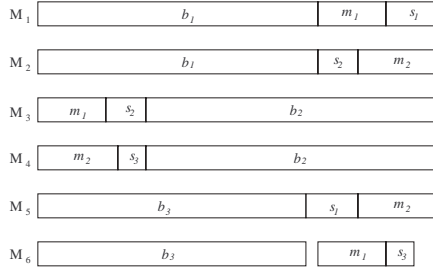 M₁ b₁ m₁ s₁
M₂ b₁ s₂ m₂
M₃ m₁ s₂ b₂
M₄ m₂ s₃ b₂
M₅ b₃ s₁ m₂
M₆ b₃ m₁ s₃